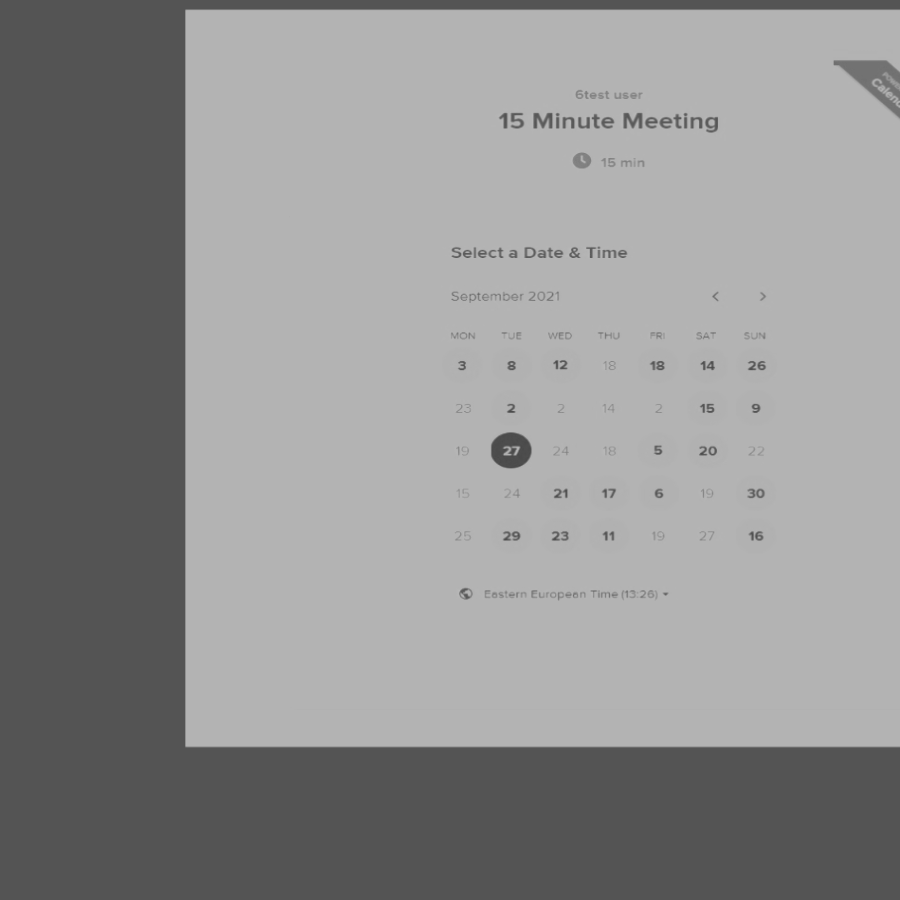 6test user
15 Minute Meeting
15 min
Select a Date & Time
September 2021
MON TUE WED THU FRI SAT SUN
3 8 12 18 18 14 26
23 2 2 14 2 15 9
19 27 24 18 5 20 22
15 24 21 17 6 19 30
25 29 23 11 19 27 16
Eastern European Time (13:26)